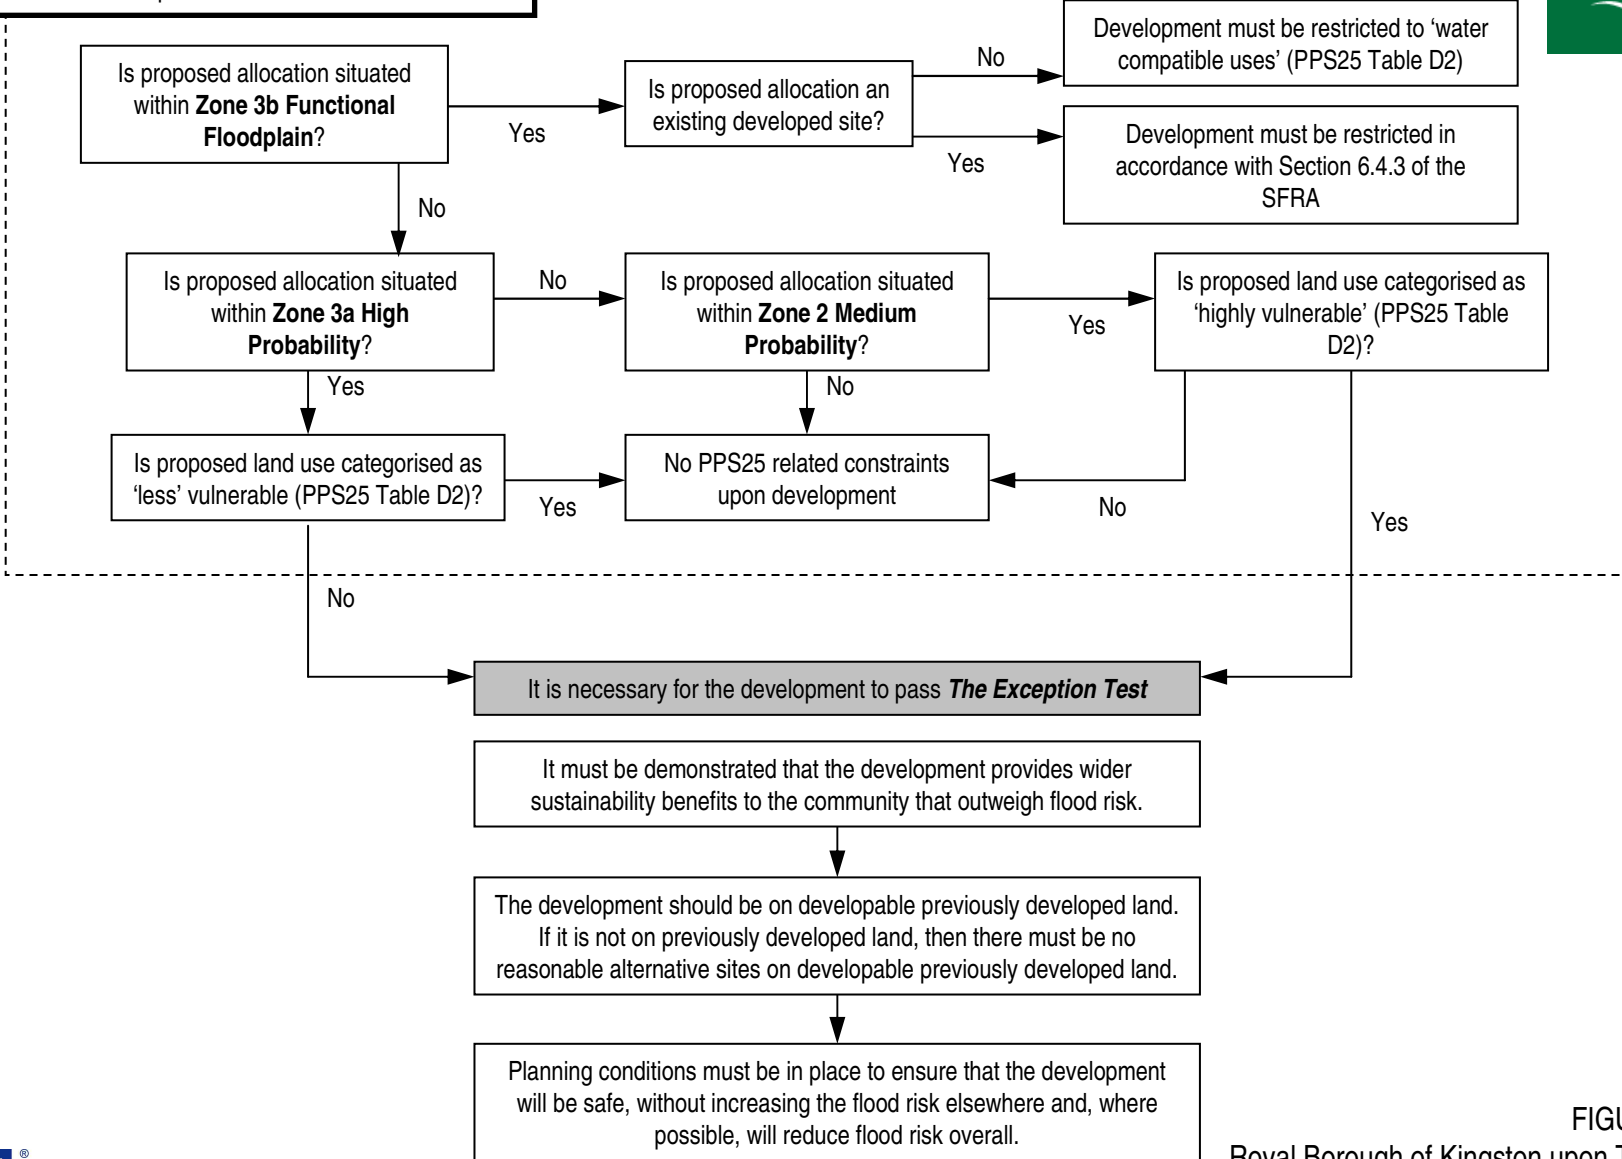 Is proposed allocation situated
within Zone 3b Functional
Floodplain?
Yes
Is proposed allocation an
existing developed site?
No
Development must be restricted to ‘water
compatible uses’ (PPS25 Table D2)
Yes
Development must be restricted in
accordance with Section 6.4.3 of the
SFRA
No
Is proposed allocation situated
within Zone 3a High
Probability?
No
Is proposed allocation situated
within Zone 2 Medium
Probability?
Yes
Is proposed land use categorised as
‘highly vulnerable’ (PPS25 Table
D2)?
Yes
No
Is proposed land use categorised as
‘less’ vulnerable (PPS25 Table D2)?
Yes
No PPS25 related constraints
upon development
No
Yes
No
It is necessary for the development to pass The Exception Test
It must be demonstrated that the development provides wider
sustainability benefits to the community that outweigh flood risk.
The development should be on developable previously developed land.
If it is not on previously developed land, then there must be no
reasonable alternative sites on developable previously developed land.
Planning conditions must be in place to ensure that the development
will be safe, without increasing the flood risk elsewhere and, where
possible, will reduce flood risk overall.
FIGU
Royal Borough of Kingston upon T
®